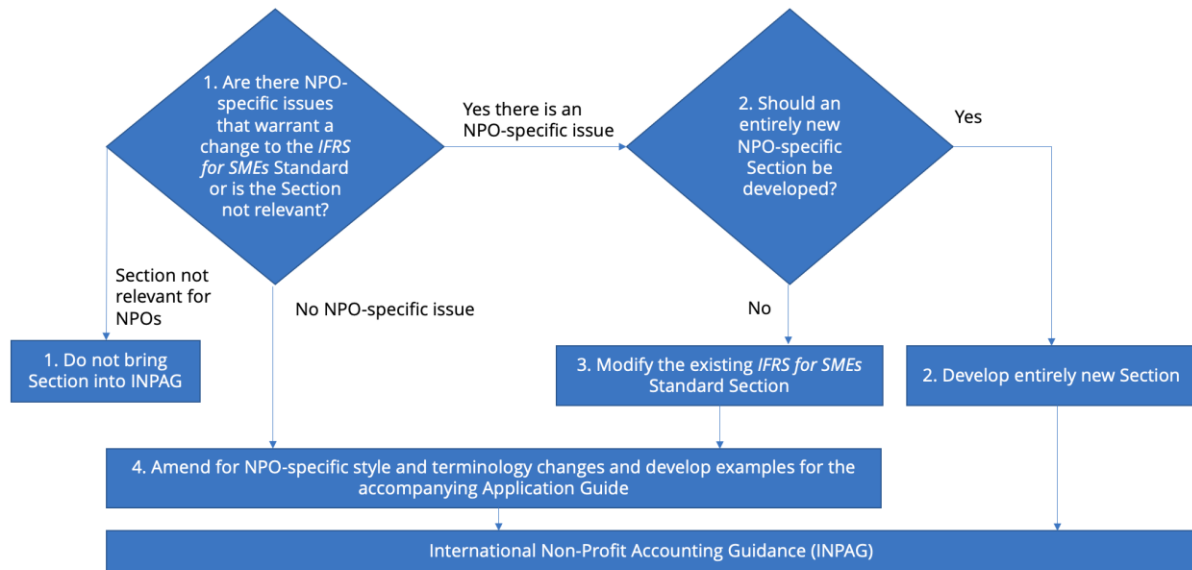 1. Are there NPO-
specific issues
that warrant a
change to the IFRS
for SMEs Standard
or is the Section
not relevant?
Yes there is an
NPO-specific issue
2. Should an
entirely new
NPO-specific
Section be
developed?
Yes
Section not
relevant for
NPOs
No NPO-specific issue
No
1. Do not bring
Section into INPAG
3. Modify the existing IFRS for SMEs
Standard Section
2. Develop entirely new Section
4. Amend for NPO-specific style and terminology changes and develop examples for the
accompanying Application Guide
International Non-Profit Accounting Guidance (INPAG)